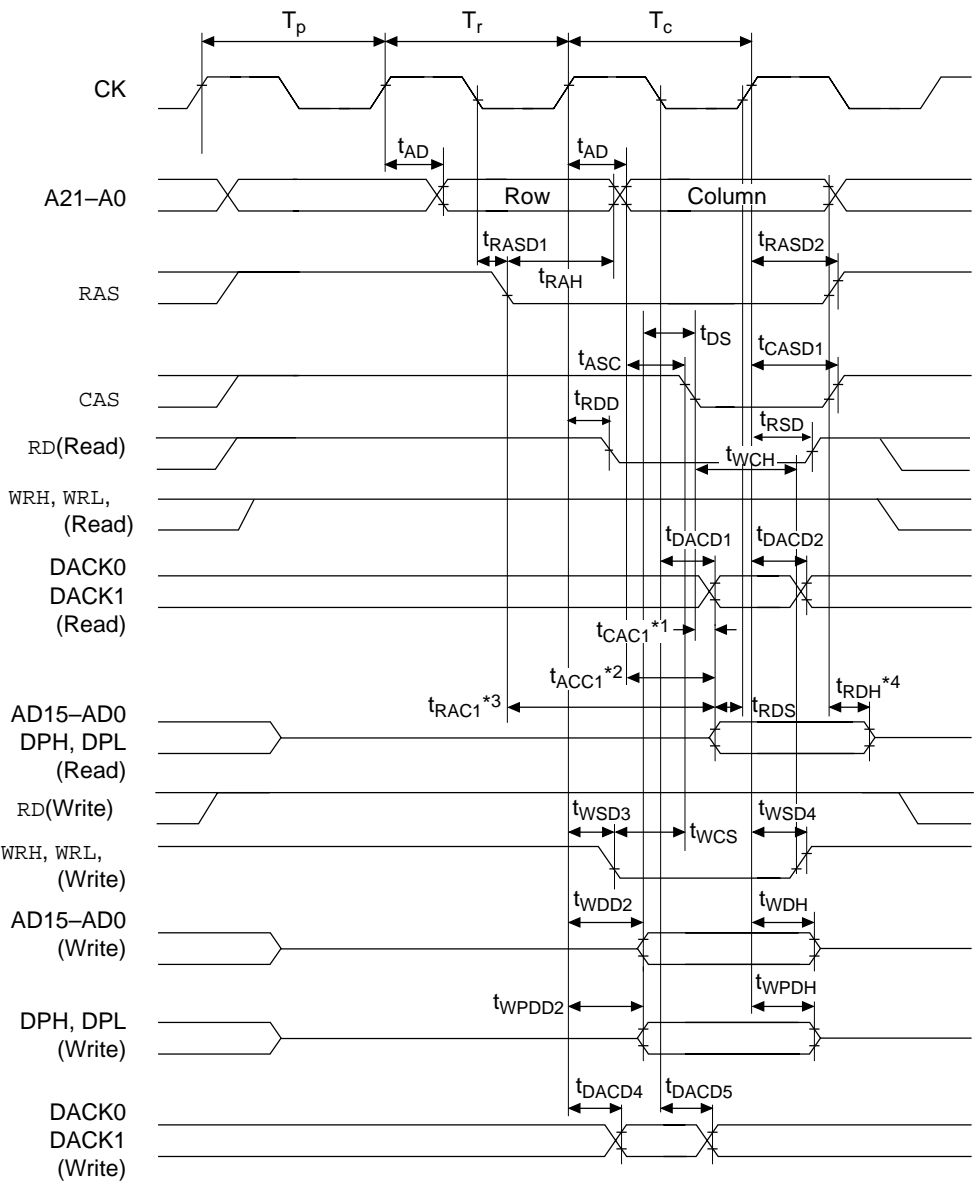 Tp Tr Tc
CK
tAD tAD
A21–A0 Row Column
tRASD1 tRASD2
tRAH
RAS
tDS
tASC tCASD1
CAS
tRDD tRSD
RD(Read)
tWCH
WRH, WRL,
(Read)
tDACD1 tDACD2
DACK0
DACK1
(Read)
tCAC1*1
tACC1*2
tRDH*4
tRAC1*3 tRDS
AD15–AD0
DPH, DPL
(Read)
RD(Write)
tWSD3 tWSD4
tWCS
WRH, WRL,
(Write)
tWDD2 tWDH
AD15–AD0
(Write)
tWPDD2 tWPDH
DPH, DPL
(Write)
tDACD4 tDACD5
DACK0
DACK1
(Write)